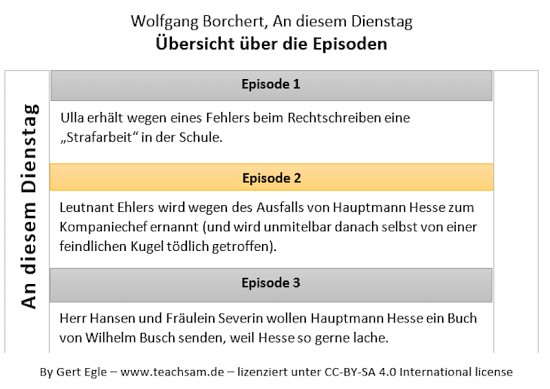 Wolfgang Borchert, An diesem Dienstag
Übersicht über die Episoden
An diesem Dienstag
Episode 1
Ulla erhält wegen eines Fehlers beim Rechtschreiben eine
„Strafarbeit“ in der Schule.
Episode 2
Leutnant Ehlers wird wegen des Ausfalls von Hauptmann Hesse zum
Kompaniechef ernannt (und wird unmitelbar danach selbst von einer
feindlichen Kugel tödlich getroffen).
Episode 3
Herr Hansen und Fräulein Severin wollen Hauptmann Hesse ein Buch
von Wilhelm Busch senden, weil Hesse so gerne lache.
By Gert Egle – www.teachsam.de – lizenziert unter CC-BY-SA 4.0 International license